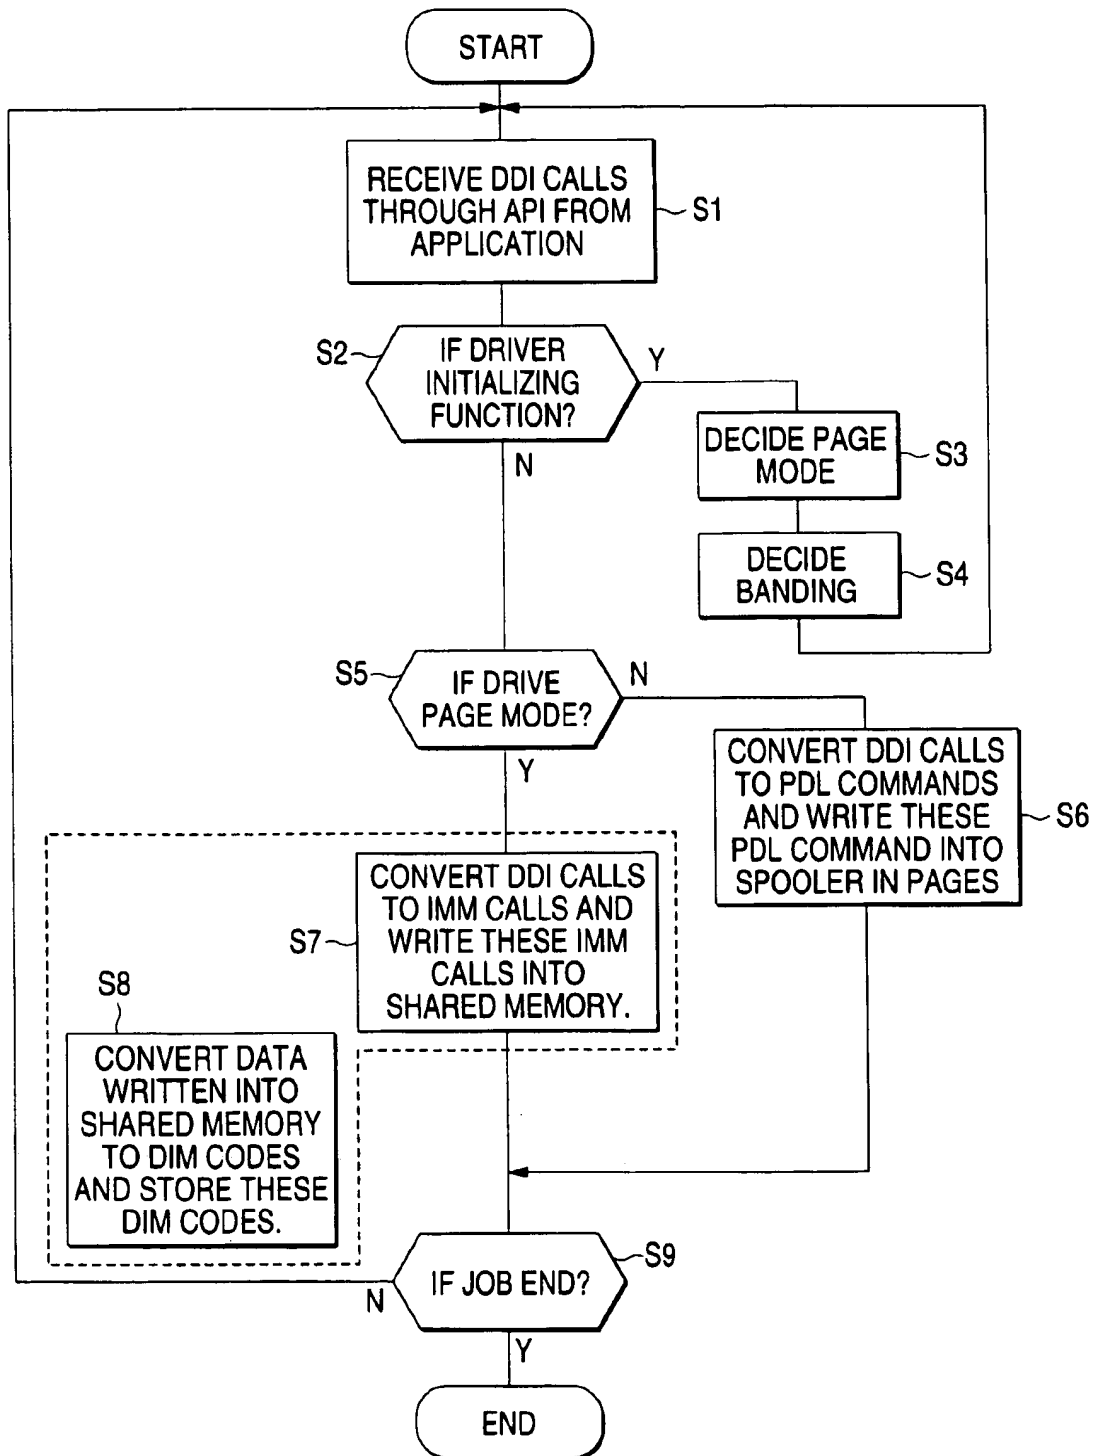 START
RECEIVE DDI CALLS
THROUGH API FROM
APPLICATION
S1
S2
IF DRIVER
INITIALIZING
FUNCTION?
Y
N
DECIDE PAGE
MODE
S3
DECIDE
BANDING
S4
S5
IF DRIVE
PAGE MODE?
N
Y
CONVERT DDI CALLS
TO PDL COMMANDS
AND WRITE THESE
PDL COMMAND INTO
SPOOLER IN PAGES
S6
CONVERT DDI CALLS
TO IMM CALLS AND
WRITE THESE IMM
CALLS INTO
SHARED MEMORY.
S7
S8
CONVERT DATA
WRITTEN INTO
SHARED MEMORY
TO DIM CODES
AND STORE THESE
DIM CODES.
IF JOB END?
S9
N
Y
END